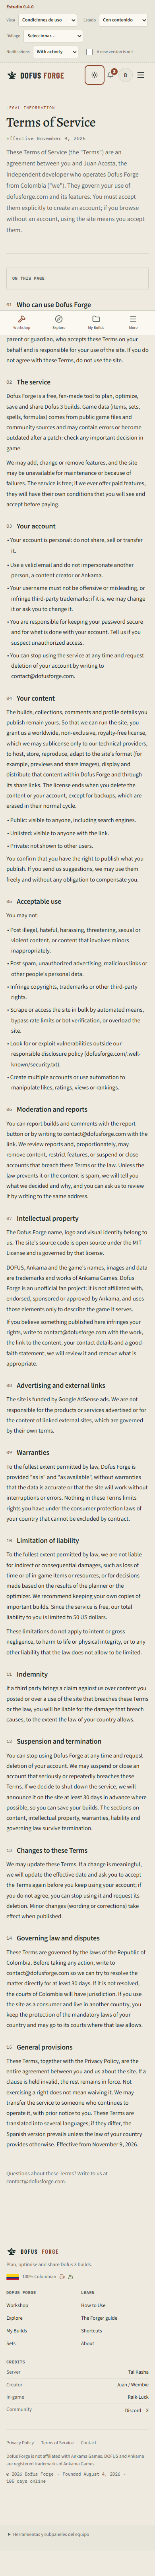 Estudio 6.4.0
Vista Condiciones de uso Estado Con contenido
Diálogo Seleccionar...
Notifications With activity A new version is out
DOFUS FORGE 3 B
LEGAL INFORMATION
Terms of Service
Effective November 9, 2026
These Terms of Service (the "Terms") are an
agreement between you and Juan Acosta, the
independent developer who operates Dofus Forge
from Colombia ("we"). They govern your use of
dofusforge.com and its features. You must accept
them explicitly to create an account; if you browse
without an account, using the site means you accept
them.
ON THIS PAGE
01 Who can use Dofus Forge
Workshop Explore My Builds More
parent or guardian, who accepts these Terms on your
behalf and is responsible for your use of the site. If you do
not agree with these Terms, do not use the site.
02 The service
Dofus Forge is a free, fan-made tool to plan, optimize,
save and share Dofus 3 builds. Game data (items, sets,
spells, formulas) comes from public game files and
community sources and may contain errors or become
outdated after a patch: check any important decision in
game.
We may add, change or remove features, and the site
may be unavailable for maintenance or because of
failures. The service is free; if we ever offer paid features,
they will have their own conditions that you will see and
accept before paying.
03 Your account
• Your account is personal: do not share, sell or transfer
it.
• Use a valid email and do not impersonate another
person, a content creator or Ankama.
• Your username must not be offensive or misleading, or
infringe third-party trademarks; if it is, we may change
it or ask you to change it.
• You are responsible for keeping your password secure
and for what is done with your account. Tell us if you
suspect unauthorized access.
• You can stop using the service at any time and request
deletion of your account by writing to
contact@dofusforge.com.
04 Your content
The builds, collections, comments and profile details you
publish remain yours. So that we can run the site, you
grant us a worldwide, non-exclusive, royalty-free license,
which we may sublicense only to our technical providers,
to host, store, reproduce, adapt to the site's format (for
example, previews and share images), display and
distribute that content within Dofus Forge and through
its share links. The license ends when you delete the
content or your account, except for backups, which are
erased in their normal cycle.
• Public: visible to anyone, including search engines.
• Unlisted: visible to anyone with the link.
• Private: not shown to other users.
You confirm that you have the right to publish what you
publish. If you send us suggestions, we may use them
freely and without any obligation to compensate you.
05 Acceptable use
You may not:
• Post illegal, hateful, harassing, threatening, sexual or
violent content, or content that involves minors
inappropriately.
• Post spam, unauthorized advertising, malicious links or
other people's personal data.
• Infringe copyrights, trademarks or other third-party
rights.
• Scrape or access the site in bulk by automated means,
bypass rate limits or bot verification, or overload the
site.
• Look for or exploit vulnerabilities outside our
responsible disclosure policy (dofusforge.com/.well-
known/security.txt).
• Create multiple accounts or use automation to
manipulate likes, ratings, views or rankings.
06 Moderation and reports
You can report builds and comments with the report
button or by writing to contact@dofusforge.com with the
link. We review reports and, proportionately, may
remove content, restrict features, or suspend or close
accounts that breach these Terms or the law. Unless the
law prevents it or the content is spam, we will tell you
what we decided and why, and you can ask us to review
it by writing to the same address.
07 Intellectual property
The Dofus Forge name, logo and visual identity belong to
us. The site's source code is open source under the MIT
License and is governed by that license.
DOFUS, Ankama and the game's names, images and data
are trademarks and works of Ankama Games. Dofus
Forge is an unofficial fan project: it is not affiliated with,
endorsed, sponsored or approved by Ankama, and uses
those elements only to describe the game it serves.
If you believe something published here infringes your
rights, write to contact@dofusforge.com with the work,
the link to the content, your contact details and a good-
faith statement; we will review it and remove what is
appropriate.
08 Advertising and external links
The site is funded by Google AdSense ads. We are not
responsible for the products or services advertised or for
the content of linked external sites, which are governed
by their own terms.
09 Warranties
To the fullest extent permitted by law, Dofus Forge is
provided "as is" and "as available", without warranties
that the data is accurate or that the site will work without
interruptions or errors. Nothing in these Terms limits
rights you have under the consumer protection laws of
your country that cannot be excluded by contract.
10 Limitation of liability
To the fullest extent permitted by law, we are not liable
for indirect or consequential damages, such as loss of
time or of in-game items or resources, or for decisions
made based on the results of the planner or the
optimizer. We recommend keeping your own copies of
important builds. Since the service is free, our total
liability to you is limited to 50 US dollars.
These limitations do not apply to intent or gross
negligence, to harm to life or physical integrity, or to any
other liability that the law does not allow to be limited.
11 Indemnity
If a third party brings a claim against us over content you
posted or over a use of the site that breaches these Terms
or the law, you will be liable for the damage that breach
causes, to the extent the law of your country allows.
12 Suspension and termination
You can stop using Dofus Forge at any time and request
deletion of your account. We may suspend or close an
account that seriously or repeatedly breaches these
Terms. If we decide to shut down the service, we will
announce it on the site at least 30 days in advance where
possible, so you can save your builds. The sections on
content, intellectual property, warranties, liability and
governing law survive termination.
13 Changes to these Terms
We may update these Terms. If a change is meaningful,
we will change the effective date and ask you to accept
the Terms again before you keep using your account; if
you do not agree, you can stop using it and request its
deletion. Minor changes (wording or corrections) take
effect when published.
14 Governing law and disputes
These Terms are governed by the laws of the Republic of
Colombia. Before taking any action, write to
contact@dofusforge.com so we can try to resolve the
matter directly for at least 30 days. If it is not resolved,
the courts of Colombia will have jurisdiction. If you use
the site as a consumer and live in another country, you
keep the protection of the mandatory laws of your
country and may go to its courts where that law allows.
15 General provisions
These Terms, together with the Privacy Policy, are the
entire agreement between you and us about the site. If a
clause is held invalid, the rest remains in force. Not
exercising a right does not mean waiving it. We may
transfer the service to someone who continues to
operate it, with prior notice to you. These Terms are
translated into several languages; if they differ, the
Spanish version prevails unless the law of your country
provides otherwise. Effective from November 9, 2026.
Questions about these Terms? Write to us at
contact@dofusforge.com.
DOFUS FORGE
Plan, optimise and share Dofus 3 builds.
100% Colombian
DOFUS FORGE LEARN
Workshop How to Use
Explore The Forger guide
My Builds Shortcuts
Sets About
CREDITS
Server Tal Kasha
Creator Juan / Wembie
In-game Raik-Luck
Community Discord X
Privacy Policy Terms of Service Contact
Dofus Forge is not affiliated with Ankama Games. DOFUS and Ankama
are trademarks of Ankama Games.
© 2026 Dofus Forge · Founded August 4, 2026 ·
100 days online
▶ Herramientas y subpaneles del equipo